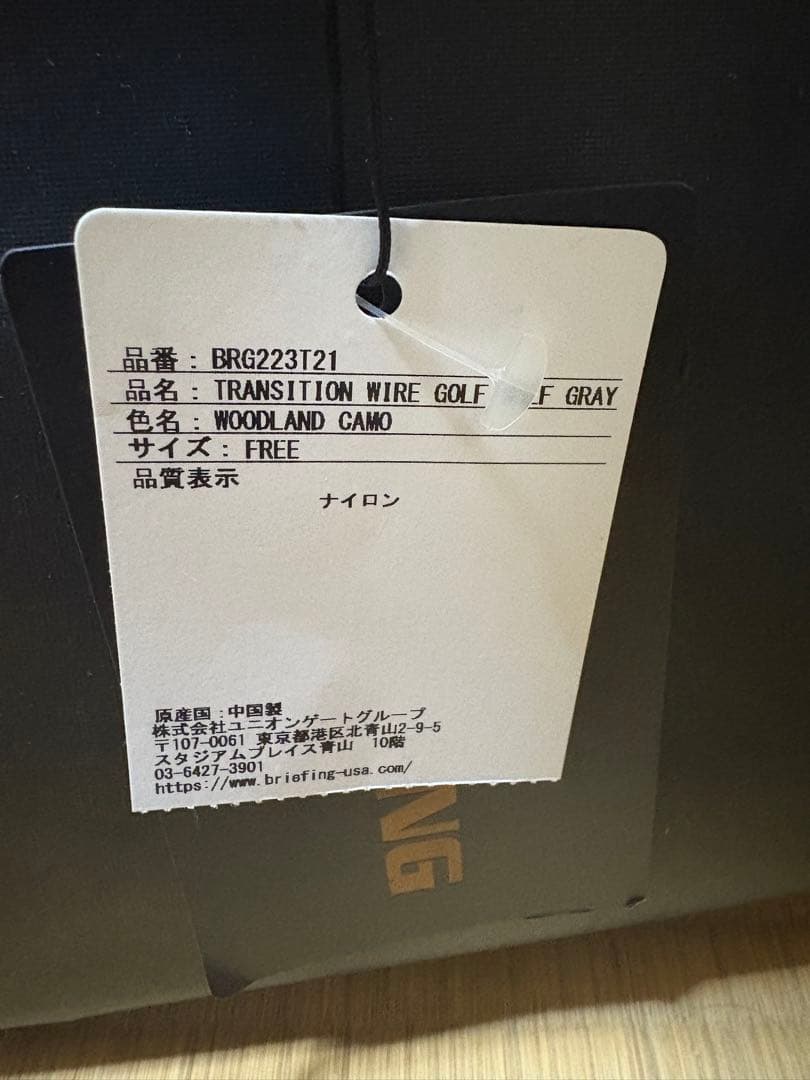 品番 : BRG223T21
品名 : TRANSITION WIRE GOLF GRAY
色名 : WOODLAND CAMO
サイズ : FREE
品質表示
ナイロン
原産国 : 中国製
株式会社ユニオンゲートグループ
〒107-0061 東京都港区北青山2-9-5
スタジアムプレイス青山 10階
03-6427-3901
https://www.briefing-usa.com/
NG